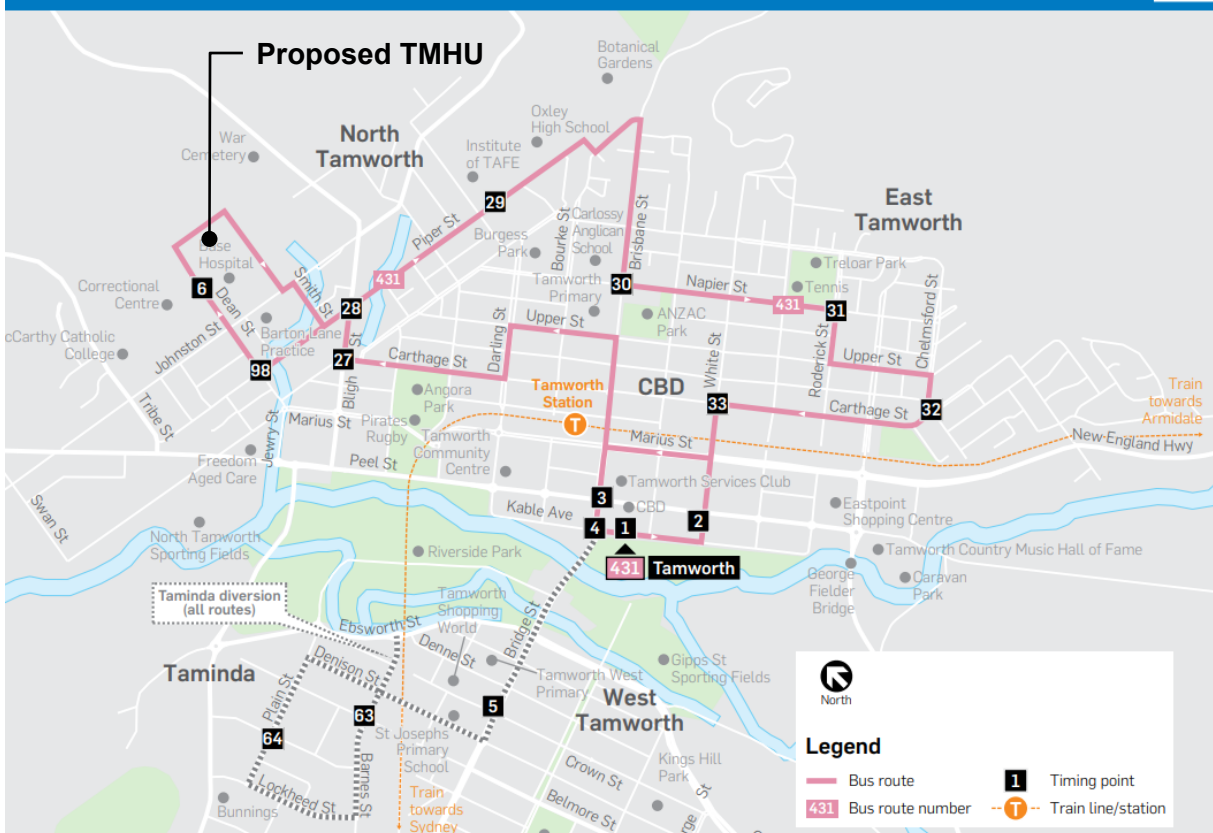 Proposed TMHU
Botanical
Gardens
Oxley
High School
North
Tamworth
War
Cemetery
Institute
of TAFE
29
East
Tamworth
Piper St
Burgess
Park
Bourke St
Carlossy
Anglican
School
Brisbane St
Treloar Park
Base
Hospital
Correctional
Centre
6
Dean St
Smith St
431
28
Tamworth
Primary
30
Napier St
431
Tennis
31
Chelmsford St
ANZAC
Park
Upper St
Darling St
White St
Roderick St
Upper St
cCarthy Catholic
College
Johnston St
Barton Lane
Practice
98
27
Bligh St
Carthage St
Tamworth
Station
T
CBD
33
Carthage St
32
Train
towards
Armidale
Angora
Park
Tribe St
Jewry St
Marius St
Pirates
Rugby
Tamworth
Community
Centre
Marius St
New England Hwy
Peel St
Freedom
Aged Care
Tamworth Services Club
3
Kable Ave
CBD
4
1
2
Eastpoint
Shopping Centre
Swan St
North Tamworth
Sporting Fields
Riverside Park
431
Tamworth
Tamworth Country Music Hall of Fame
George
Fielder
Bridge
Caravan
Park
Taminda diversion
(all routes)
Tamworth
Shopping
World
Ebsworth St
Bridge St
Denne St
Denison St
Taminda
Tamworth West
Primary
Gipps St
Sporting Fields
West
Tamworth
Plain St
63
5
64
St Josephs
Primary
School
Barnes St
Lockheed St
Bunnings
Train
towards
Sydney
Crown St
Belmore St
Kings Hill
Park
St
North
Legend
Bus route
1
Timing point
431
Bus route number
T
Train line/station